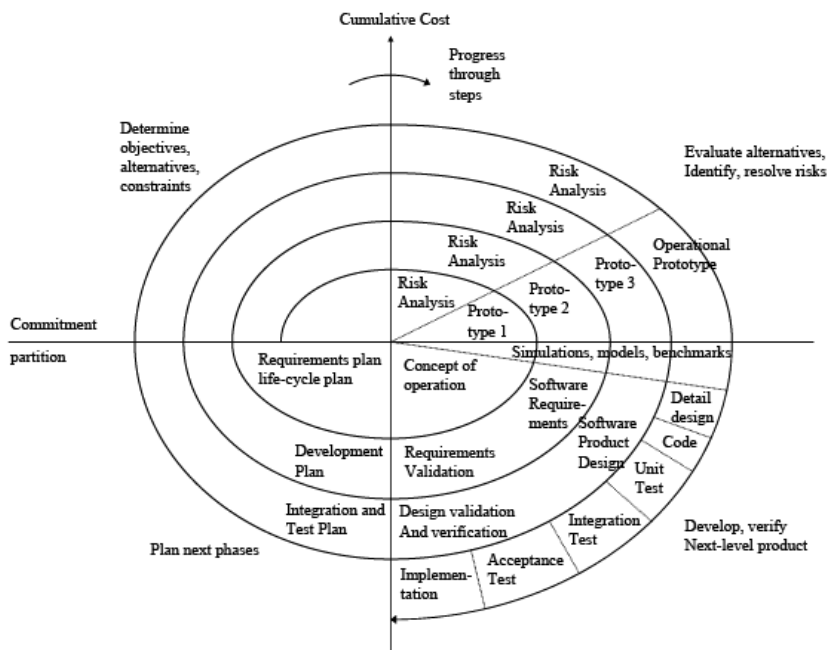 Cumulative Cost
Progress
through
steps
Determine
objectives,
alternatives,
constraints
Evaluate alternatives,
Identify, resolve risks
Risk
Analysis
Risk
Analysis
Risk
Analysis
Risk
Analysis
Operational
Prototype
Proto-
type 3
Proto-
type 2
Proto-
type 1
Commitment
partition
Simulations, models, benchmarks
Requirements plan
life-cycle plan
Concept of
operation
Software
Require-
ments
Detail
design
Code
Software
Product
Design
Unit
Test
Development
Plan
Requirements
Validation
Integration and
Test Plan
Design validation
And verification
Integration
Test
Develop, verify
Next-level product
Plan next phases
Acceptance
Test
Implemen-
tation